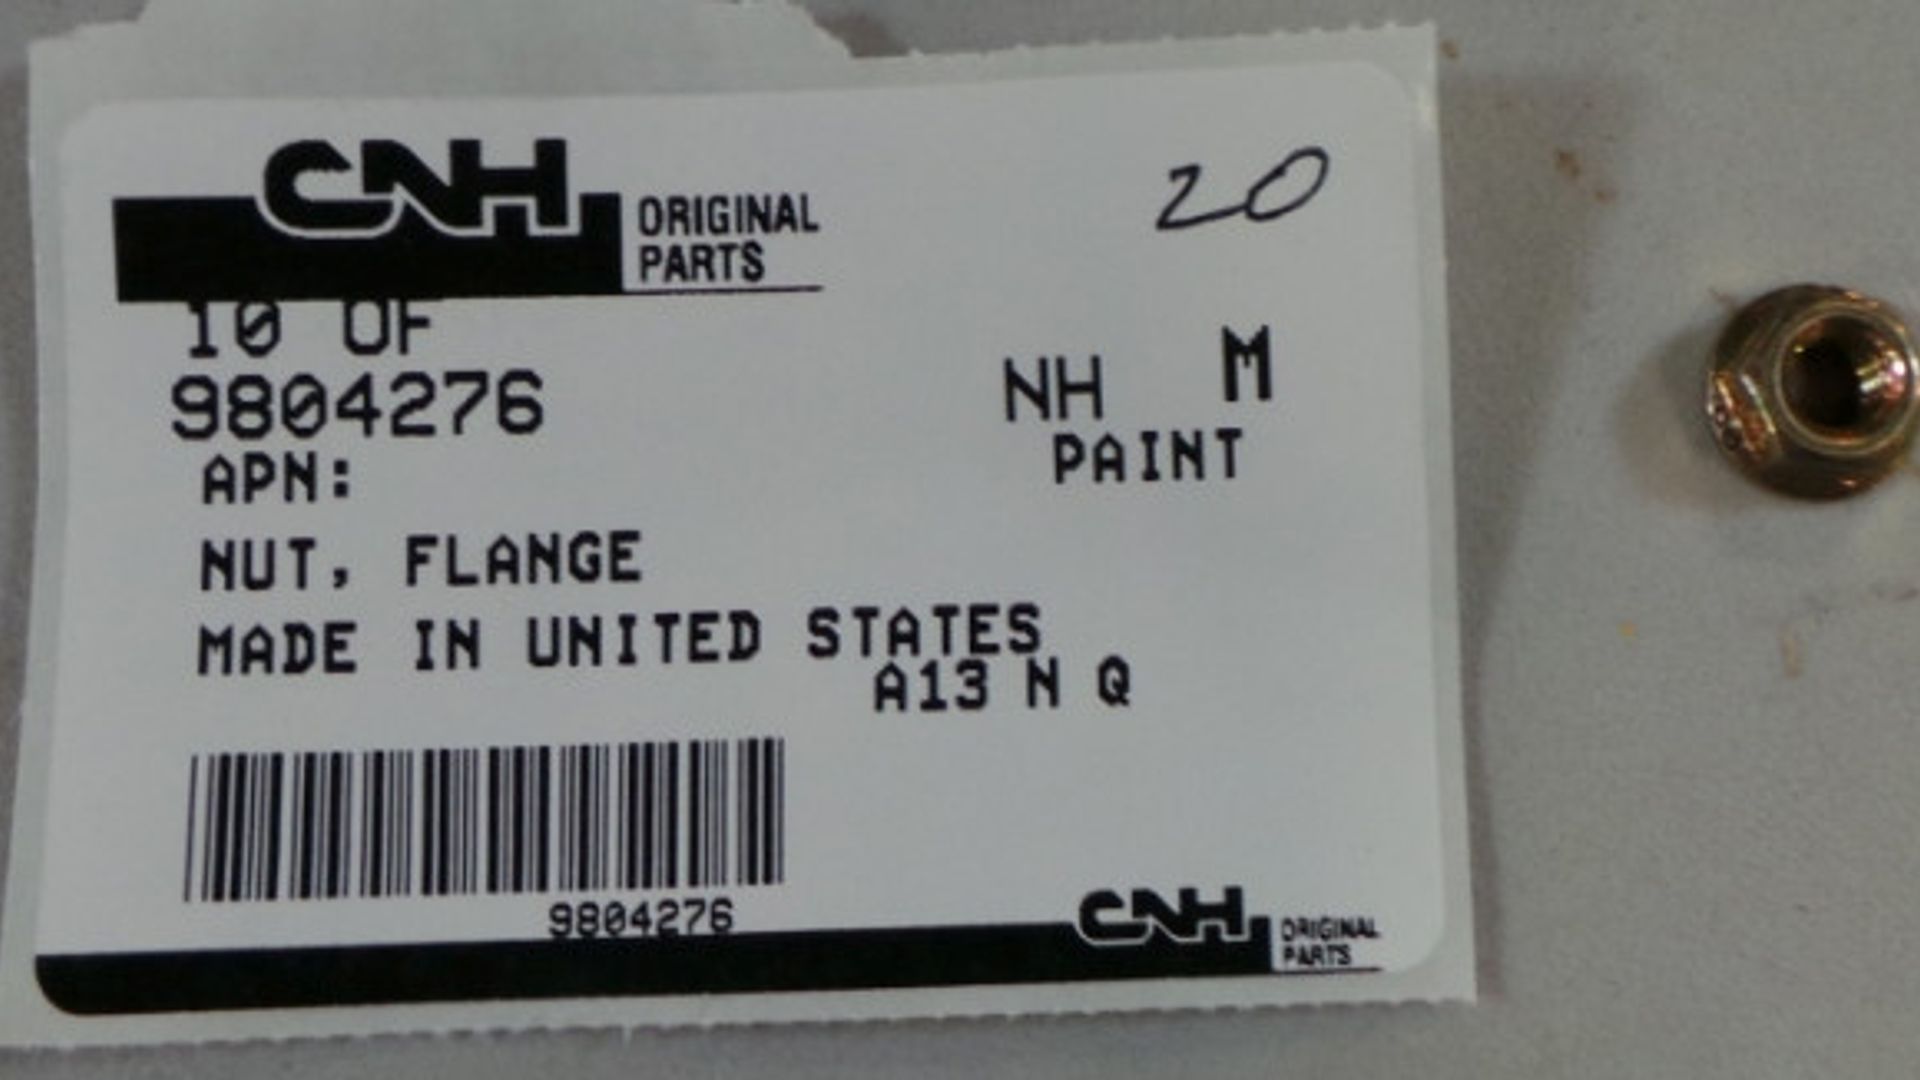 CNH ORIGINAL PARTS
20
10 OF
9804276
NH M
PAINT
APN:
NUT, FLANGE
MADE IN UNITED STATES
A13 N Q
9804276
CNH ORIGINAL PARTS